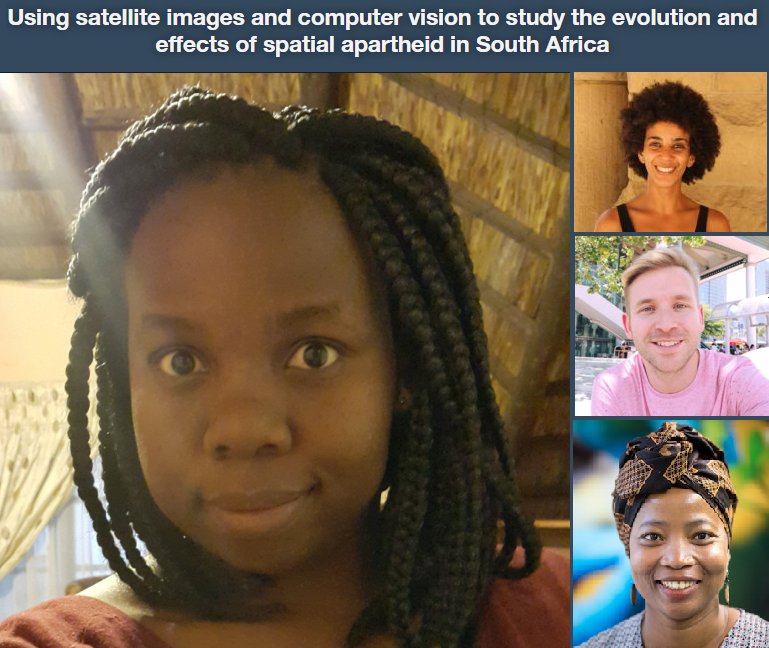 Using satellite images and computer vision to study the evolution and
effects of spatial apartheid in South Africa